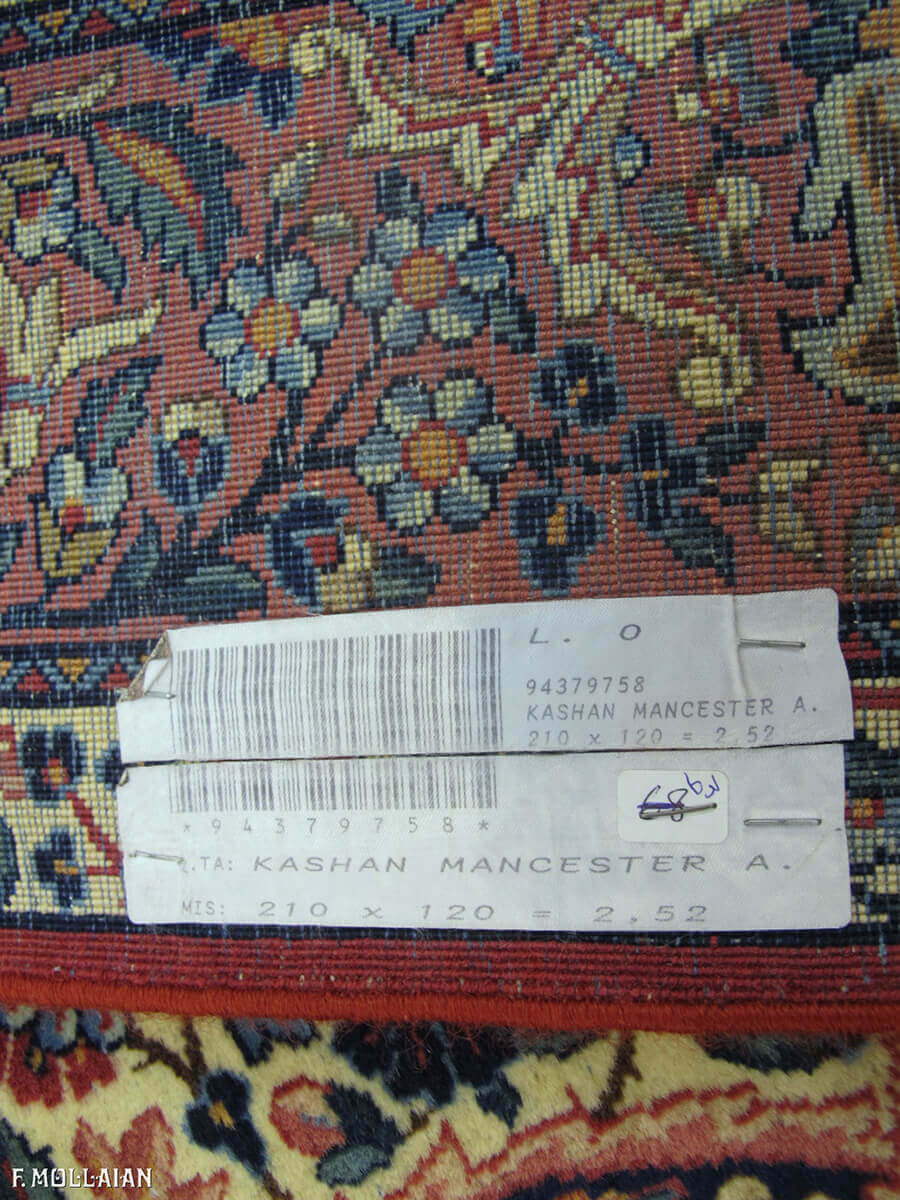 L. 0
94379758
KASHAN MANCESTER A.
210 x 120 = 2,52
*94379758*
.TA: KASHAN MANCESTER A.
MIS: 210 x 120 = 2,52
F. MOLLAIAN